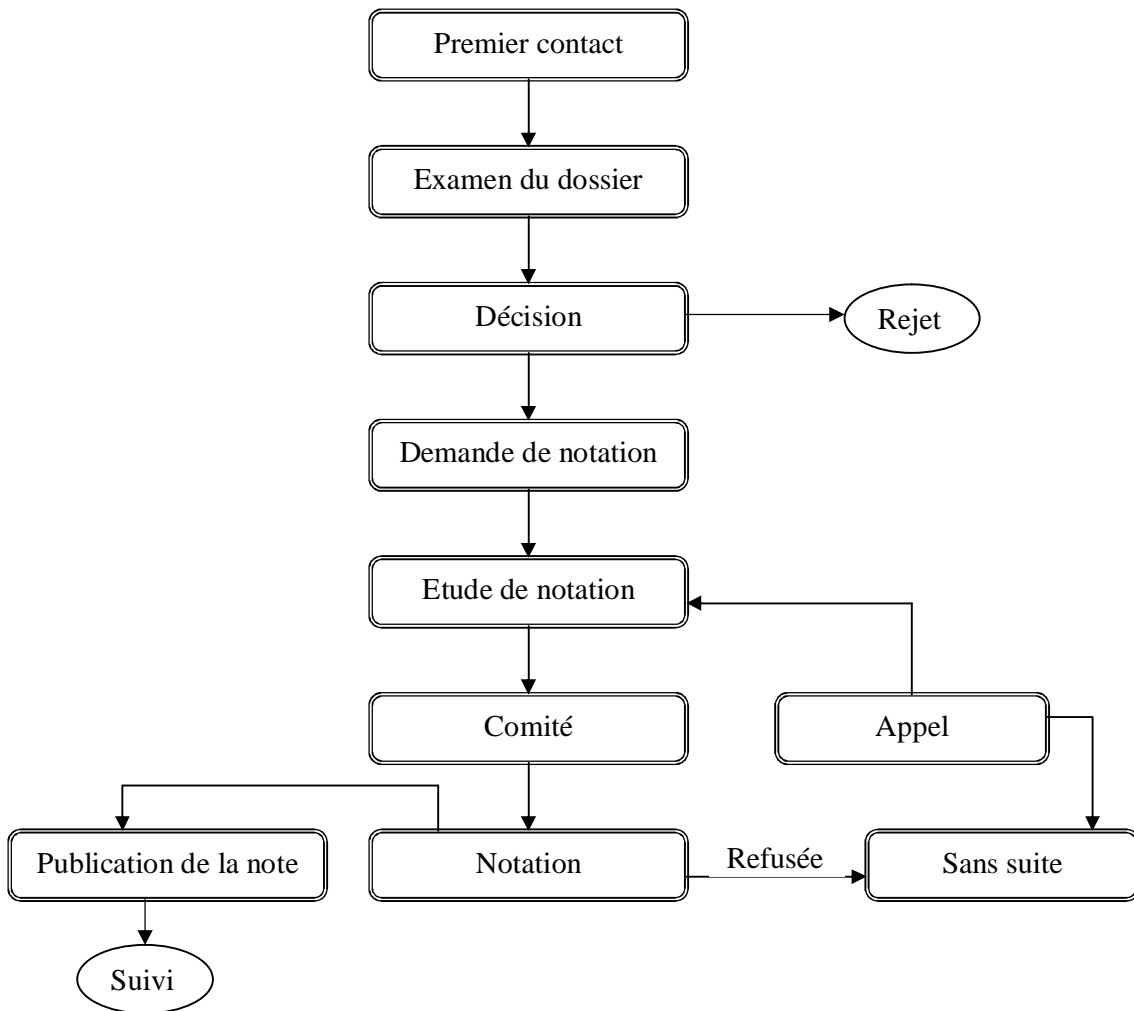 Premier contact
Examen du dossier
Décision
Rejet
Demande de notation
Etude de notation
Comité
Appel
Publication de la note
Notation
Refusée
Sans suite
Suivi